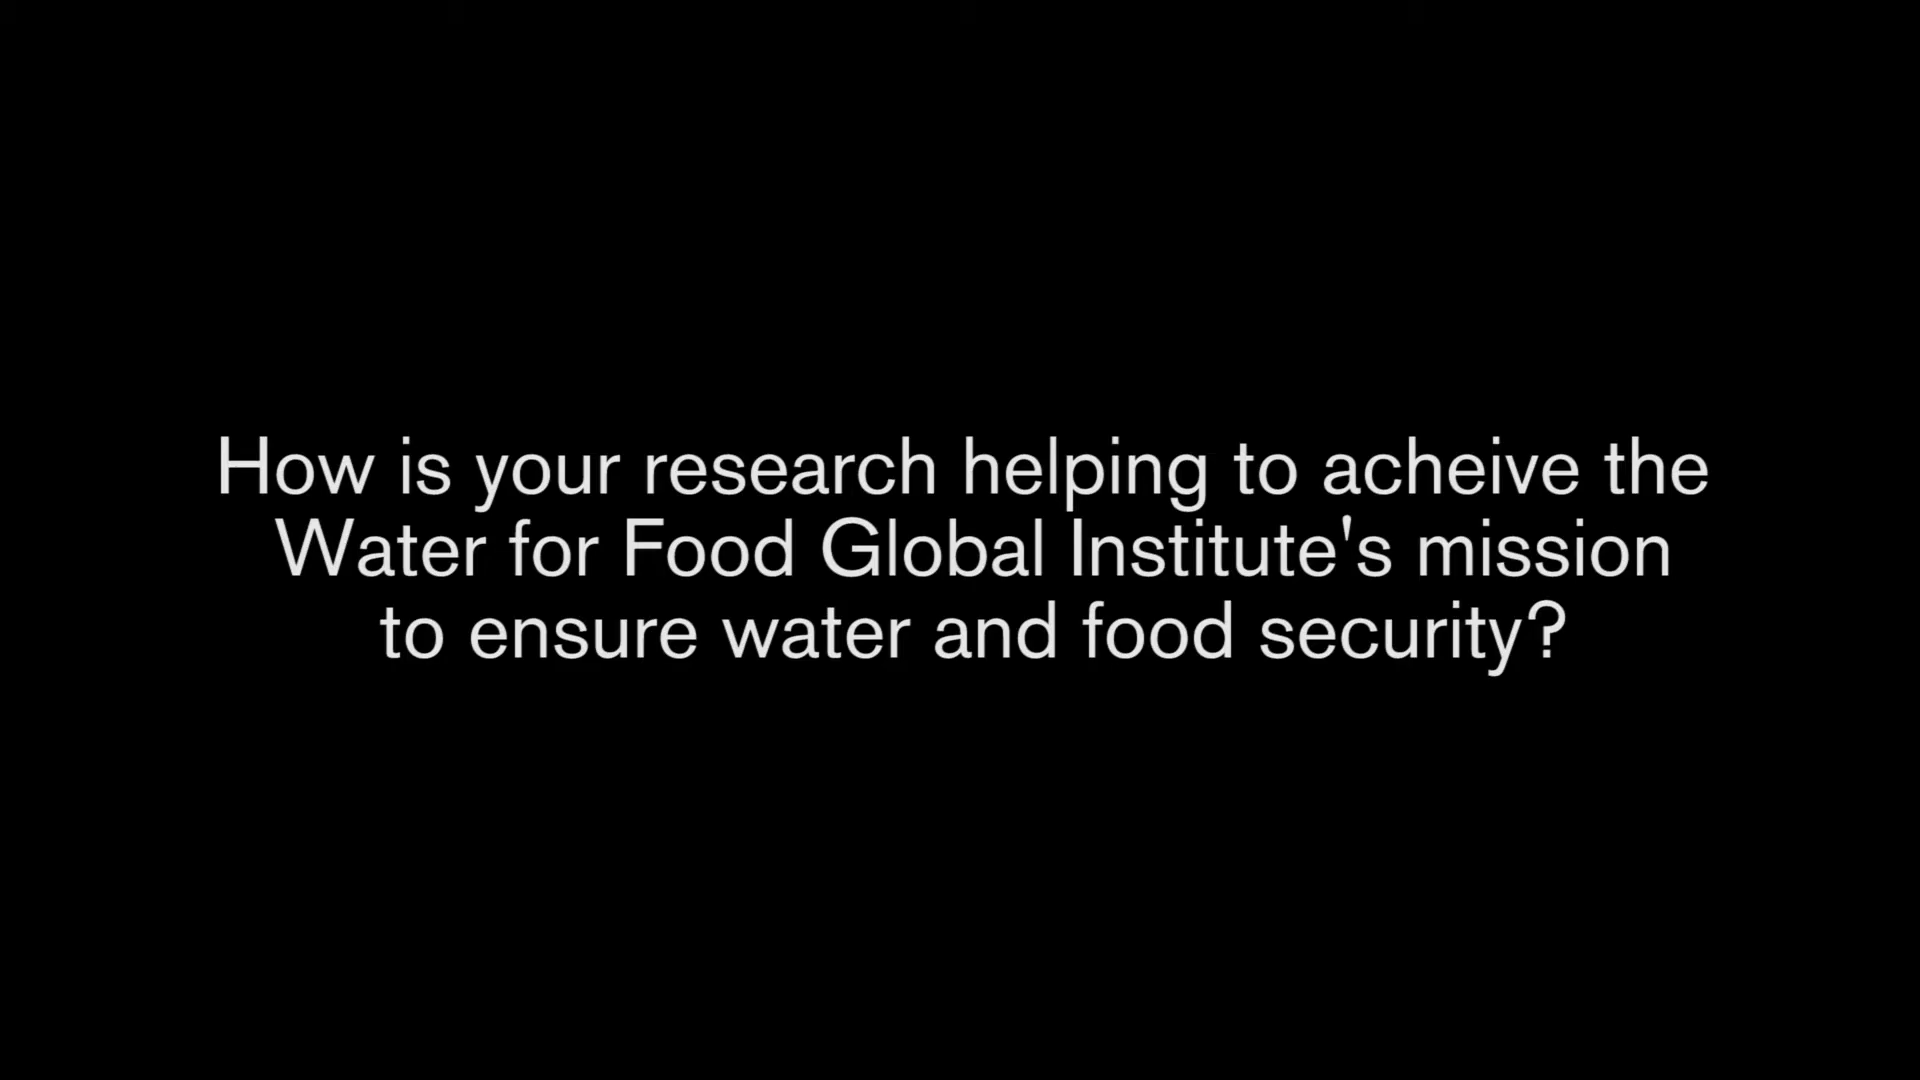 How is your research helping to acheive the
Water for Food Global Institute's mission
to ensure water and food security?